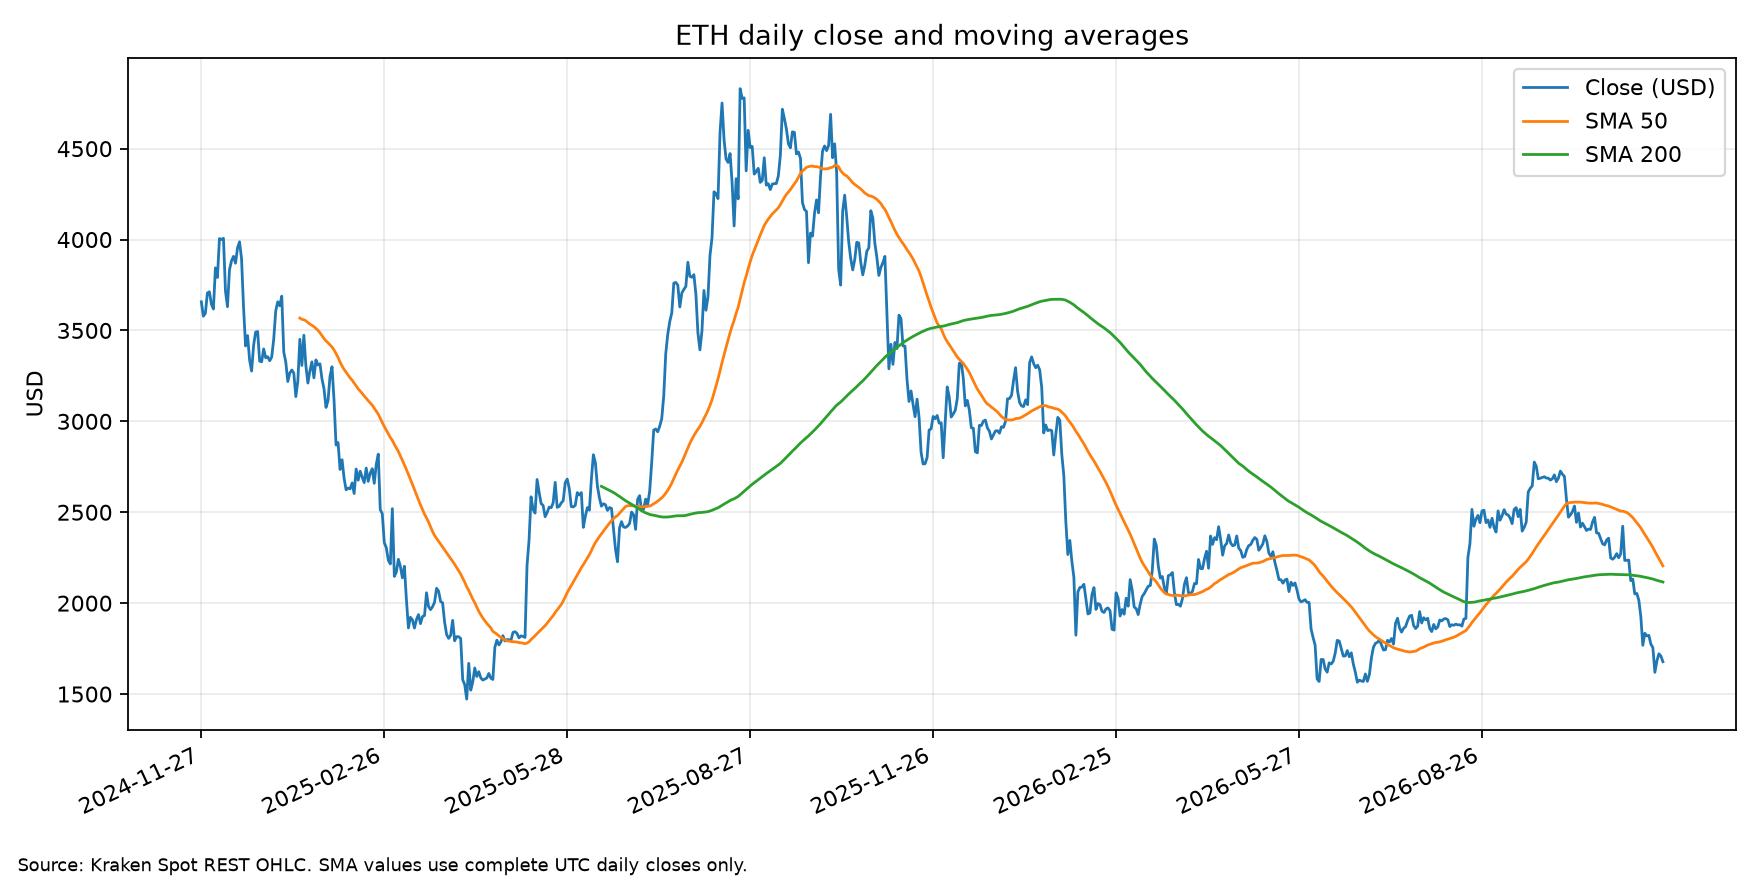 ETH daily close and moving averages
Close (USD)
SMA 50
SMA 200
4500
4000
3500
3000
2500
2000
1500
USD
2024-11-27
2025-02-26
2025-05-28
2025-08-27
2025-11-26
2026-02-25
2026-05-27
2026-08-26
Source: Kraken Spot REST OHLC. SMA values use complete UTC daily closes only.